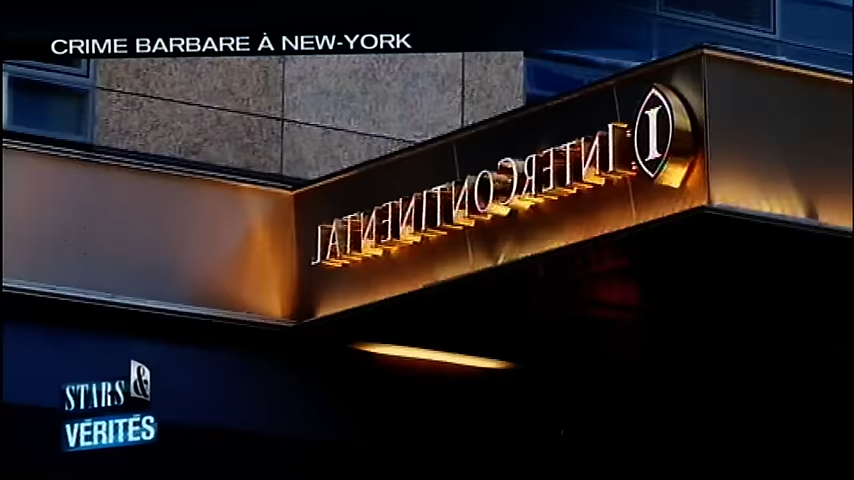 CRIME BARBARE À NEW-YORK
I
INTERCONTINENTAL
STARS &
VÉRITÉS